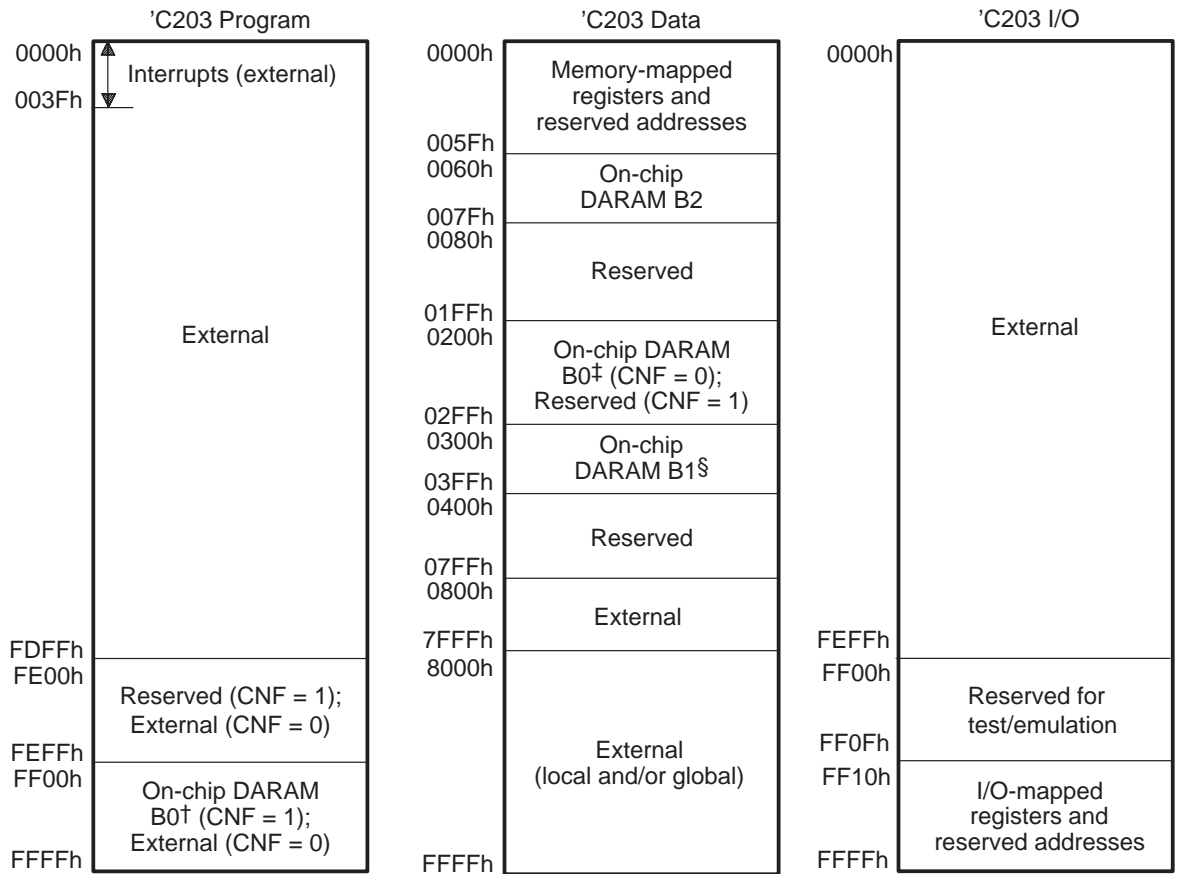 'C203 Program
0000h
Interrupts (external)
003Fh
External
FDFFh
FE00h
Reserved (CNF = 1);
External (CNF = 0)
FEFFh
FF00h
On-chip DARAM
B0† (CNF = 1);
External (CNF = 0)
FFFFh
'C203 Data
0000h
Memory-mapped
registers and
reserved addresses
005Fh
0060h
On-chip
DARAM B2
007Fh
0080h
Reserved
01FFh
0200h
On-chip DARAM
B0‡ (CNF = 0);
Reserved (CNF = 1)
02FFh
0300h
On-chip
DARAM B1§
03FFh
0400h
Reserved
07FFh
0800h
External
7FFFh
8000h
External
(local and/or global)
FFFFh
'C203 I/O
0000h
External
FEFFh
FF00h
Reserved for
test/emulation
FF0Fh
FF10h
I/O-mapped
registers and
reserved addresses
FFFFh